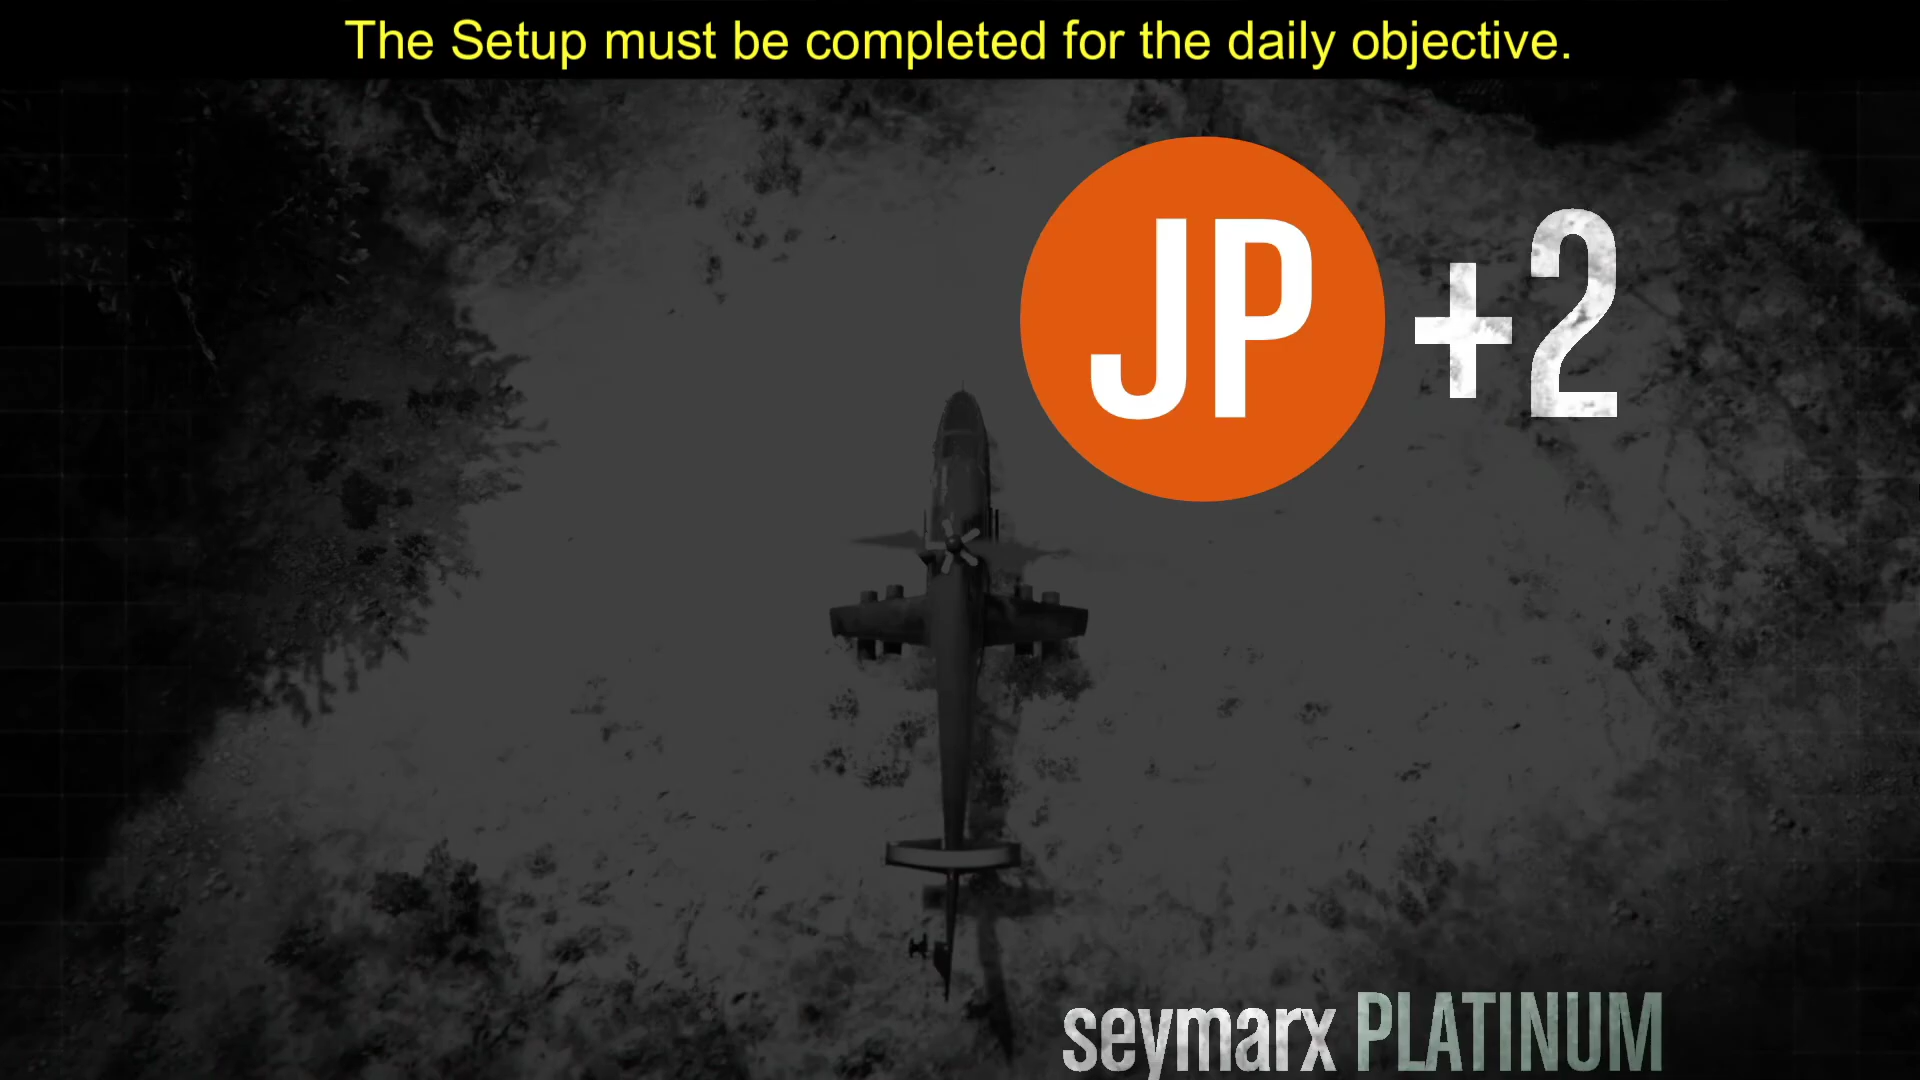 The Setup must be completed for the daily objective.
JP +2
seymarx PLATINUM